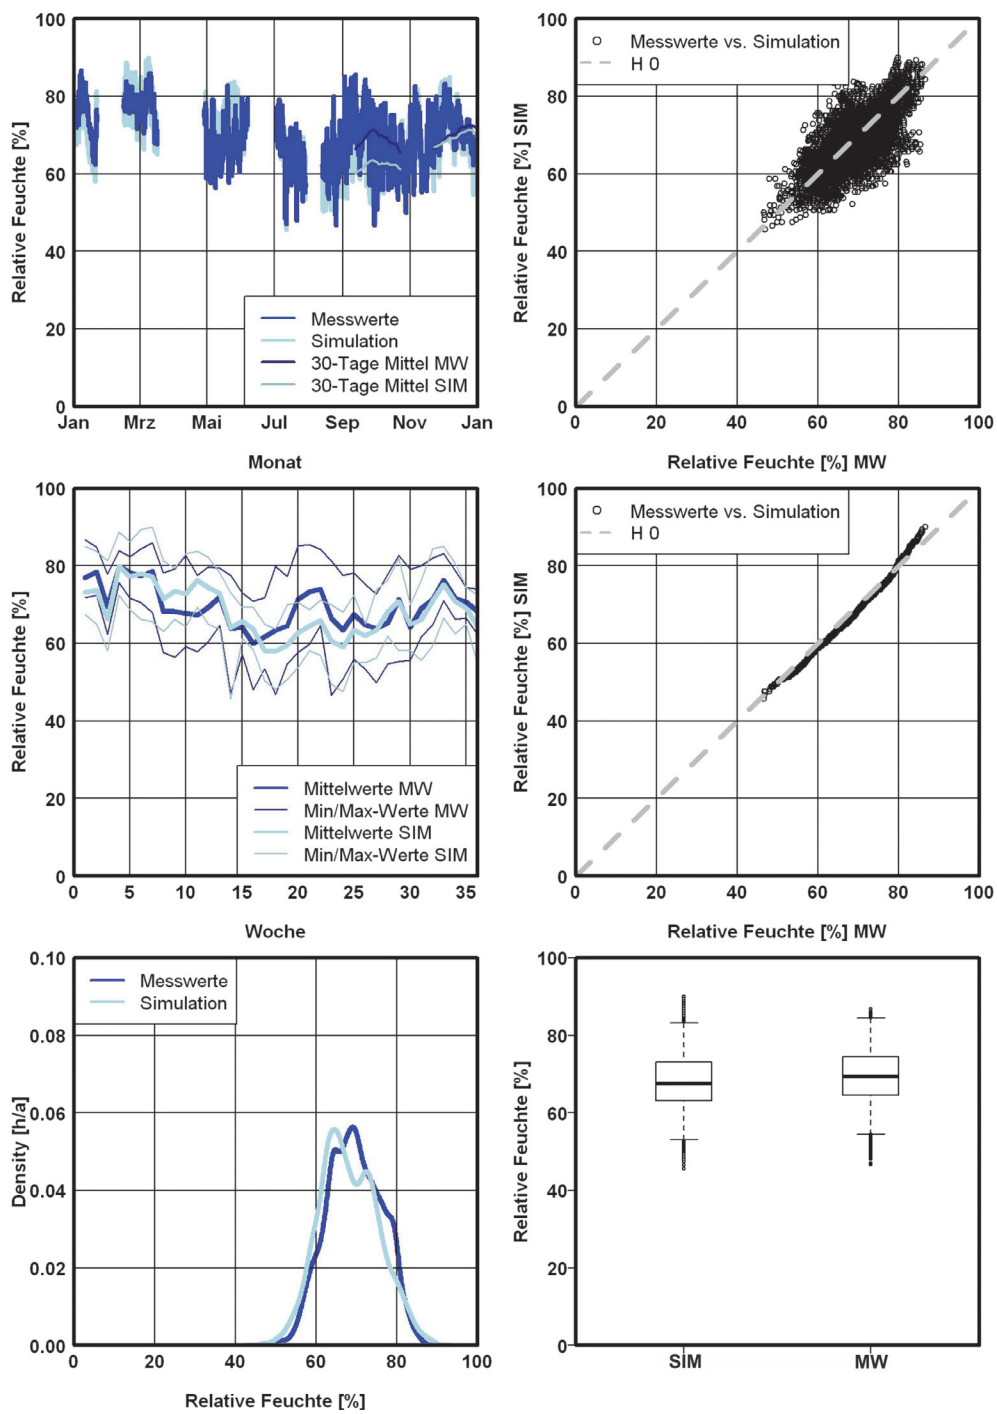 100
80
60
40
20
0
Relative Feuchte [%]
Jan Mrz Mai Jul Sep Nov Jan
Monat
Messwerte
Simulation
30-Tage Mittel MW
30-Tage Mittel SIM
100
80
60
40
20
0
Relative Feuchte [%] SIM
0 20 40 60 80 100
Relative Feuchte [%] MW
Messwerte vs. Simulation
H 0
100
80
60
40
20
0
Relative Feuchte [%]
0 5 10 15 20 25 30 35
Woche
Mittelwerte MW
Min/Max-Werte MW
Mittelwerte SIM
Min/Max-Werte SIM
100
80
60
40
20
0
Relative Feuchte [%] SIM
0 20 40 60 80 100
Relative Feuchte [%] MW
Messwerte vs. Simulation
H 0
0.10
0.08
0.06
0.04
0.02
0.00
Density [h/a]
0 20 40 60 80 100
Relative Feuchte [%]
Messwerte
Simulation
100
80
60
40
20
0
Relative Feuchte [%]
SIM MW